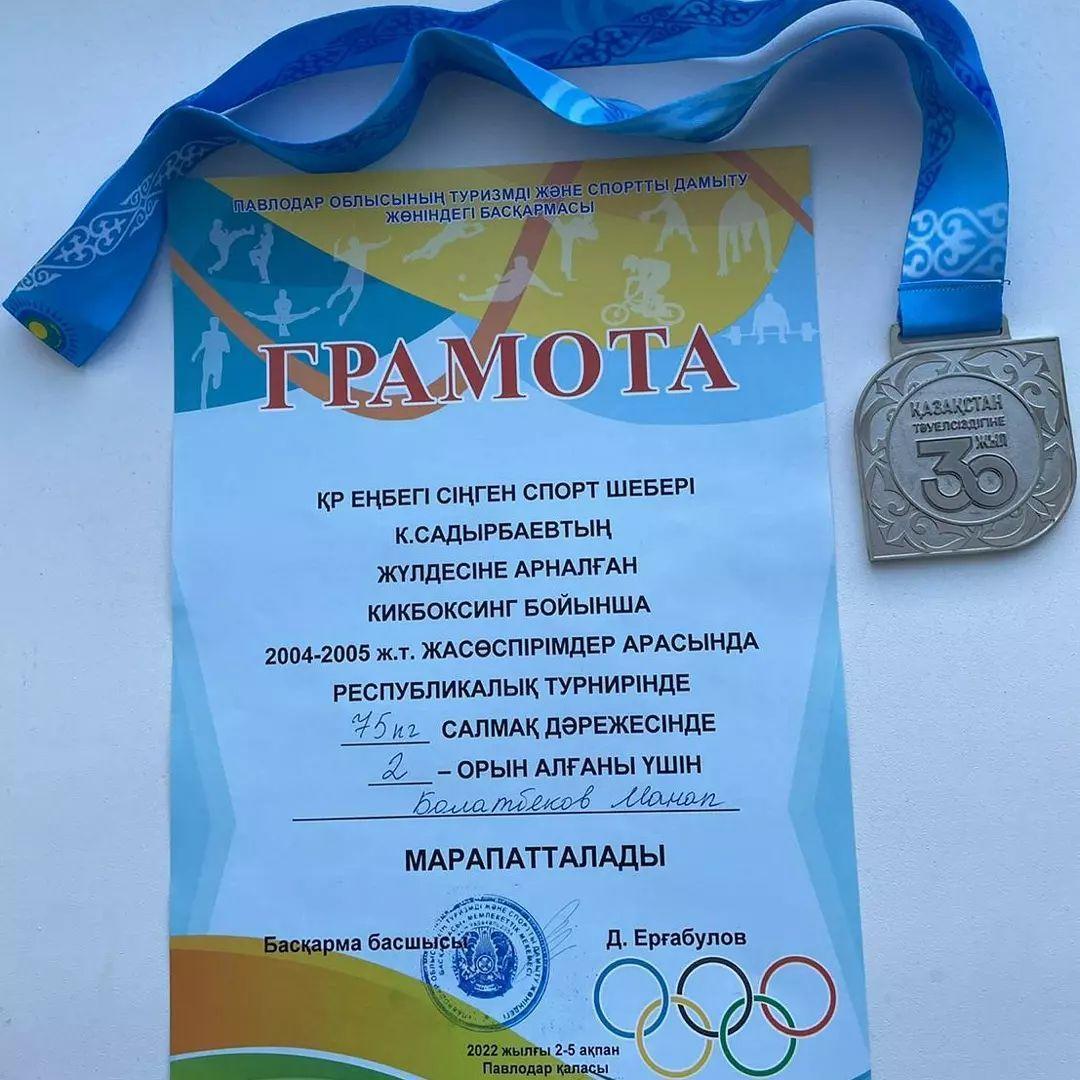 ПАВЛОДАР ОБЛЫСЫНЫҢ ТУРИЗМДІ ЖӘНЕ СПОРТТЫ ДАМЫТУ
ЖӨНІНДЕГІ БАСҚАРМАСЫ
ГРАМОТА
ҚАЗАҚСТАН
ТӘУЕЛСІЗДІГІНЕ
30 ЖЫЛ
ҚР ЕҢБЕГІ СІҢГЕН СПОРТ ШЕБЕРІ
К.САДЫРБАЕВТЫҢ
ЖҮЛДЕСІНЕ АРНАЛҒАН
КИКБОКСИНГ БОЙЫНША
2004-2005 ж.т. ЖАСӨСПІРІМДЕР АРАСЫНДА
РЕСПУБЛИКАЛЫҚ ТУРНИРІНДЕ
75кг САЛМАҚ ДӘРЕЖЕСІНДЕ
2 – ОРЫН АЛҒАНЫ ҮШІН
Болатбеков Манап
МАРАПАТТАЛАДЫ
Басқарма басшысы Д. Ерғабулов
2022 жылғы 2-5 ақпан
Павлодар қаласы